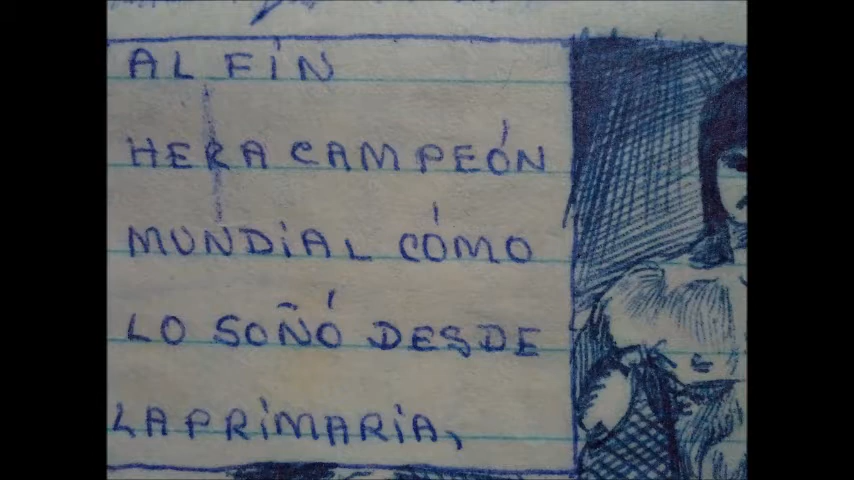 AL FiN
HERA CAMPEÓN
MUNDiAL CÓMO
LO SOÑÓ DESDE
LA PRiMARiA,